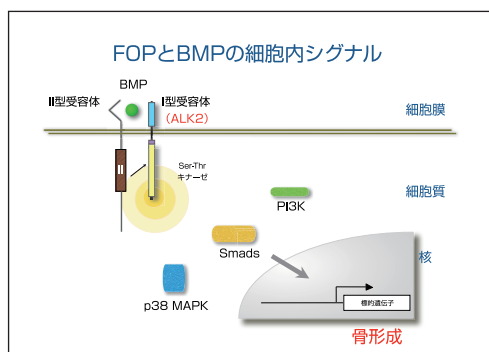 FOPとBMPの細胞内シグナル
BMP
II型受容体
I型受容体
(ALK2)
細胞膜
II
Ser-Thr
キナーゼ
細胞質
PI3K
Smads
核
p38 MAPK
標的遺伝子
骨形成